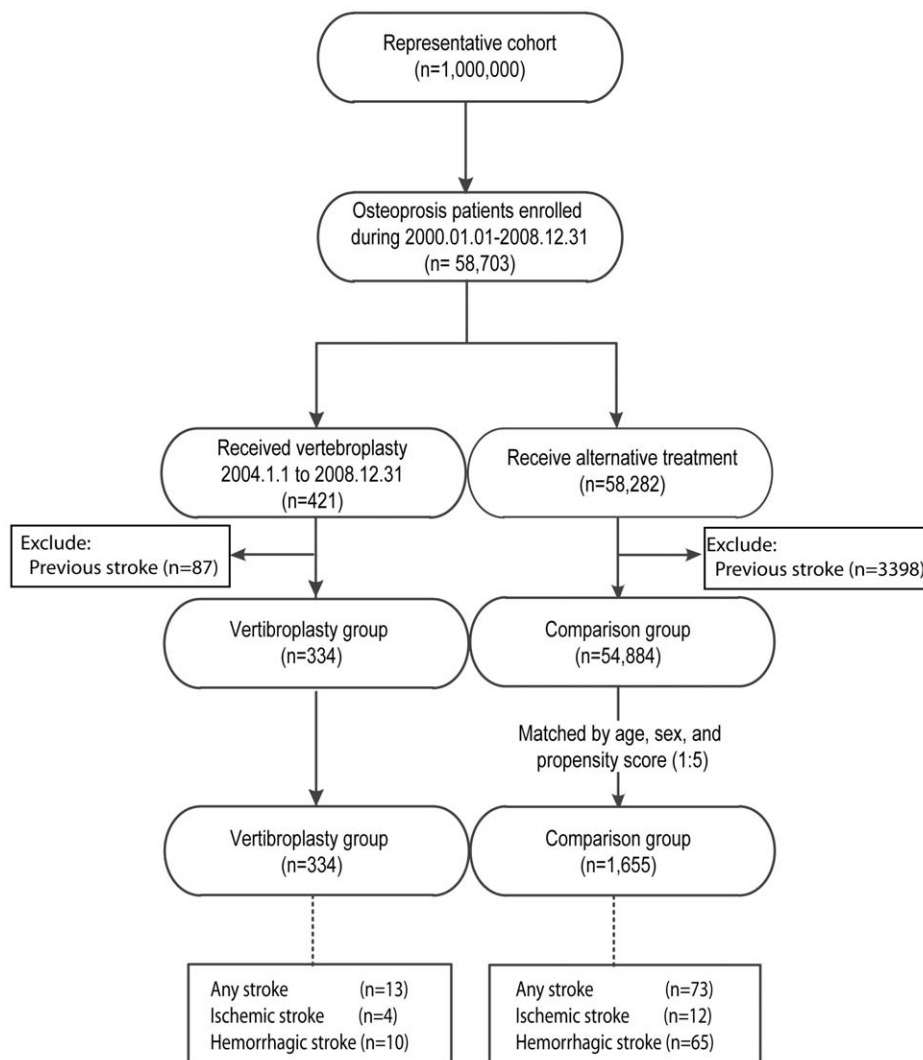 Representative cohort
(n=1,000,000)
Osteoprosis patients enrolled
during 2000.01.01-2008.12.31
(n= 58,703)
Received vertebroplasty
2004.1.1 to 2008.12.31
(n=421)
Receive alternative treatment
(n=58,282)
Exclude:
Previous stroke (n=87)
Exclude:
Previous stroke (n=3398)
Vertibroplasty group
(n=334)
Comparison group
(n=54,884)
Matched by age, sex, and
propensity score (1:5)
Vertibroplasty group
(n=334)
Comparison group
(n=1,655)
Any stroke (n=13)
Ischemic stroke (n=4)
Hemorrhagic stroke (n=10)
Any stroke (n=73)
Ischemic stroke (n=12)
Hemorrhagic stroke (n=65)